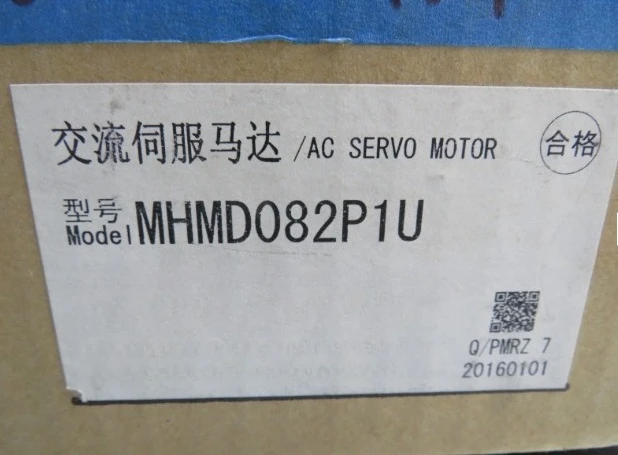 交流伺服马达 /AC SERVO MOTOR 合格
型号
Model MHMD082P1U
Q/PMRZ 7
20160101